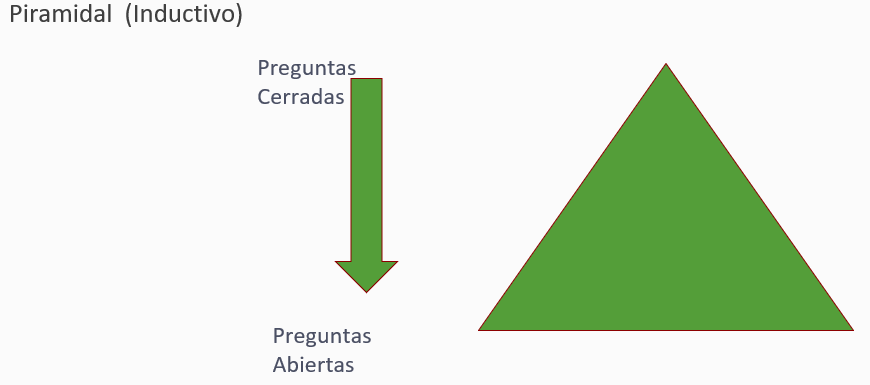 Piramidal (Inductivo)
Preguntas
Cerradas
Preguntas
Abiertas